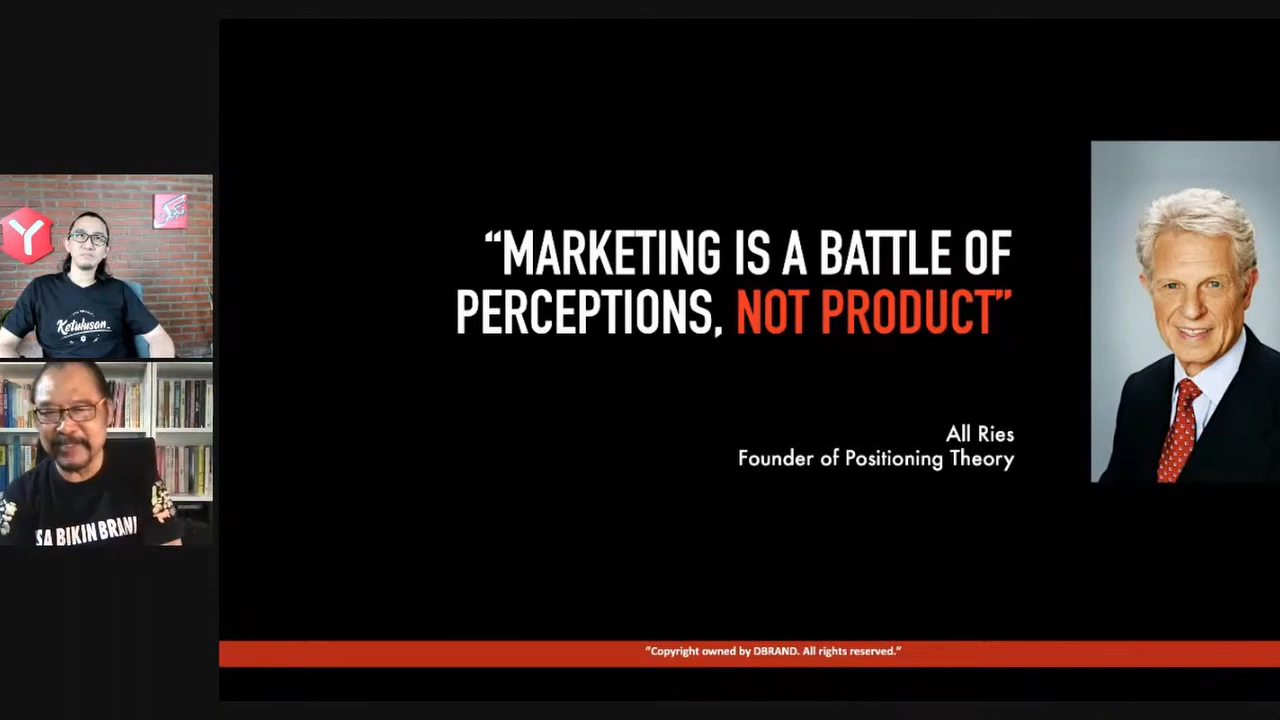 “MARKETING IS A BATTLE OF
PERCEPTIONS, NOT PRODUCT”
All Ries
Founder of Positioning Theory
“Copyright owned by DBRAND. All rights reserved.”
Y
Ketulusan
SA BIKIN BRAN